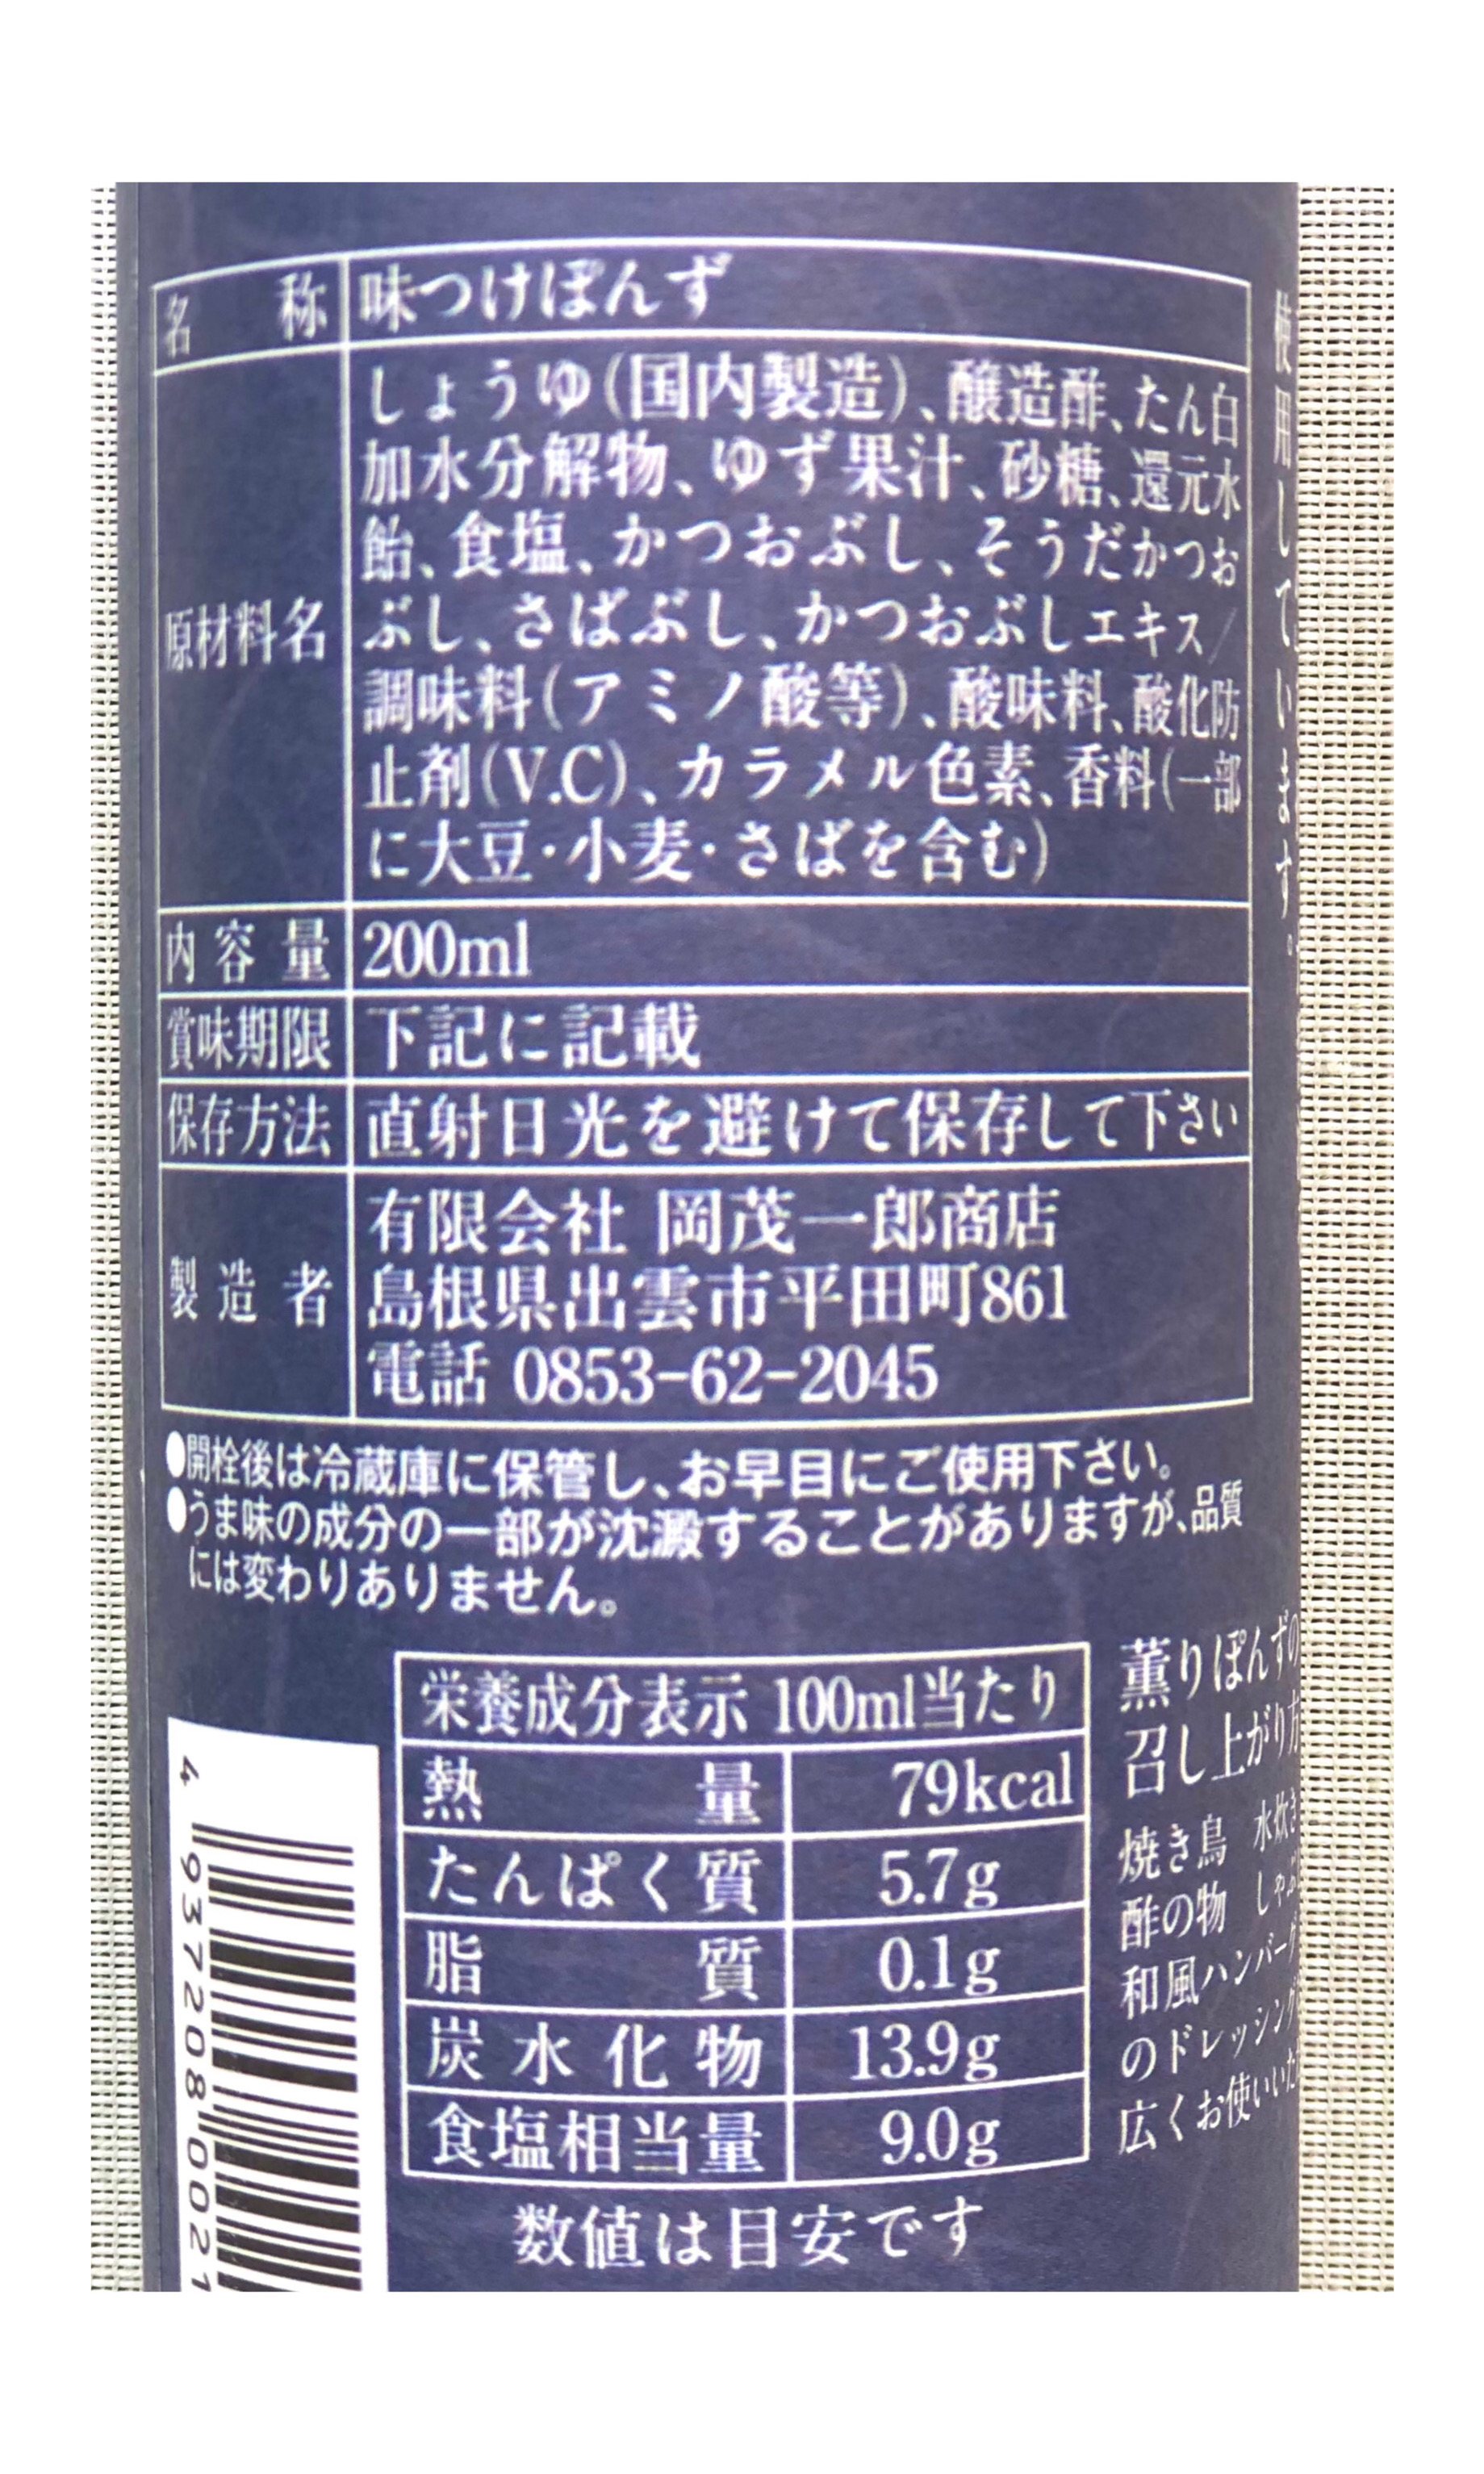 名称 味つけぽんず
原材料名 しょうゆ(国内製造)、醸造酢、たん白
加水分解物、ゆず果汁、砂糖、還元水
飴、食塩、かつおぶし、そうだかつお
ぶし、さばぶし、かつおぶしエキス/
調味料(アミノ酸等)、酸味料、酸化防
止剤(V.C)、カラメル色素、香料(一部
に大豆・小麦・さばを含む)
内容量 200ml
賞味期限 下記に記載
保存方法 直射日光を避けて保存して下さい
製造者 有限会社 岡茂一郎商店
島根県出雲市平田町861
電話 0853-62-2045
●開栓後は冷蔵庫に保管し、お早目にご使用下さい。
●うま味の成分の一部が沈澱することがありますが、品質
には変わりありません。
栄養成分表示 100ml当たり
熱量 79kcal
たんぱく質 5.7g
脂質 0.1g
炭水化物 13.9g
食塩相当量 9.0g
数値は目安です
使用しています。
薫りぽんずの
召し上がり方
焼き鳥 水炊き
酢の物 しゃぶ
和風ハンバーグ
のドレッシング
広くお使いいた
4 937208 0021